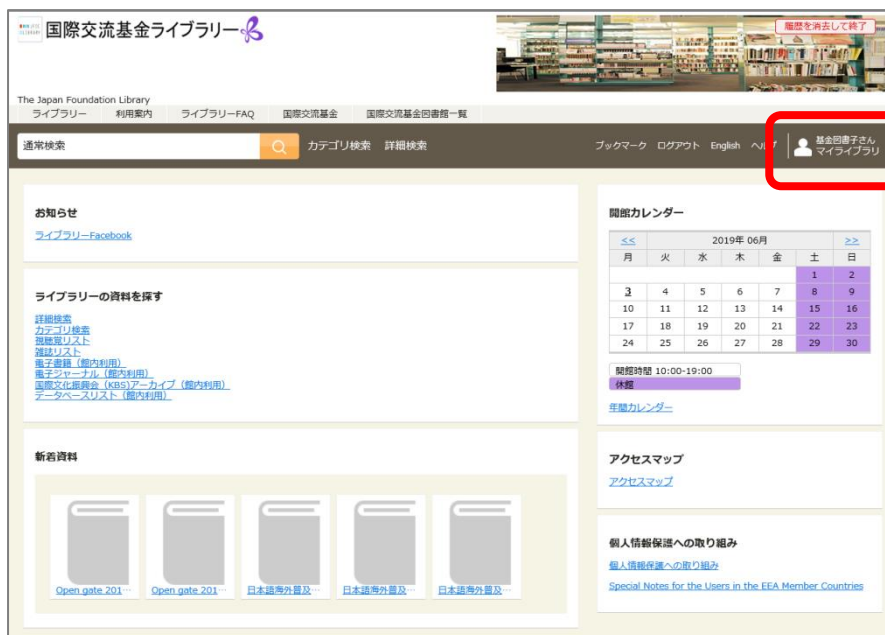 国際交流基金ライブラリー
履歴を消去して終了
The Japan Foundation Library
ライブラリー 利用案内 ライブラリーFAQ 国際交流基金 国際交流基金図書館一覧
通常検索 カテゴリ検索 詳細検索 ブックマーク ログアウト English ヘルプ
基金図書子さん
マイライブラリ
お知らせ
ライブラリーFacebook
ライブラリーの資料を探す
詳細検索
カテゴリ検索
視聴覚リスト
雑誌リスト
電子書籍（館内利用）
電子ジャーナル（館内利用）
国際文化振興会（KBS)アーカイブ（館内利用）
データベースリスト（館内利用）
新着資料
Open gate 201… Open gate 201… 日本語海外普及… 日本語海外普及… 日本語海外普及…
開館カレンダー
<< 2019年 06月 >>
月 火 水 木 金 土 日
1 2
3 4 5 6 7 8 9
10 11 12 13 14 15 16
17 18 19 20 21 22 23
24 25 26 27 28 29 30
開館時間 10:00-19:00
休館
年間カレンダー
アクセスマップ
アクセスマップ
個人情報保護への取り組み
個人情報保護への取り組み
Special Notes for the Users in the EEA Member Countries